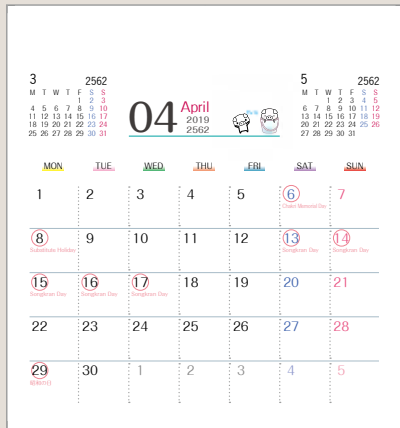 3 2562
M T W T F S S
1 2 3
4 5 6 7 8 9 10
11 12 13 14 15 16 17
18 19 20 21 22 23 24
25 26 27 28 29 30 31
04 April
2019
2562
5 2562
M T W T F S S
1 2 3 4 5
6 7 8 9 10 11 12
13 14 15 16 17 18 19
20 21 22 23 24 25 26
27 28 29 30 31
MON TUE WED THU FRI SAT SUN
1 2 3 4 5 6 7
Chakri Memorial Day
8 9 10 11 12 13 14
Substitute Holiday Songkran Day Songkran Day
15 16 17 18 19 20 21
Songkran Day Songkran Day Songkran Day
22 23 24 25 26 27 28
29 30 1 2 3 4 5
昭和の日